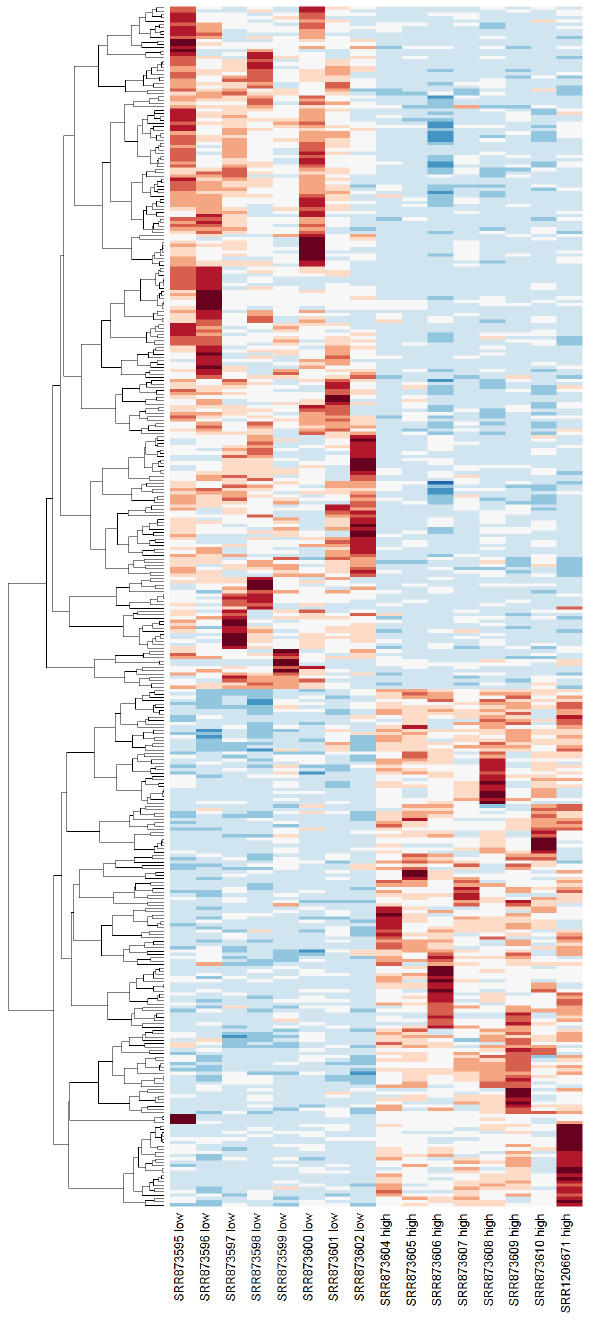 SRR873595 low
SRR873596 low
SRR873597 low
SRR873598 low
SRR873599 low
SRR873600 low
SRR873601 low
SRR873602 low
SRR873604 high
SRR873605 high
SRR873606 high
SRR873607 high
SRR873608 high
SRR873609 high
SRR873610 high
SRR1206671 high